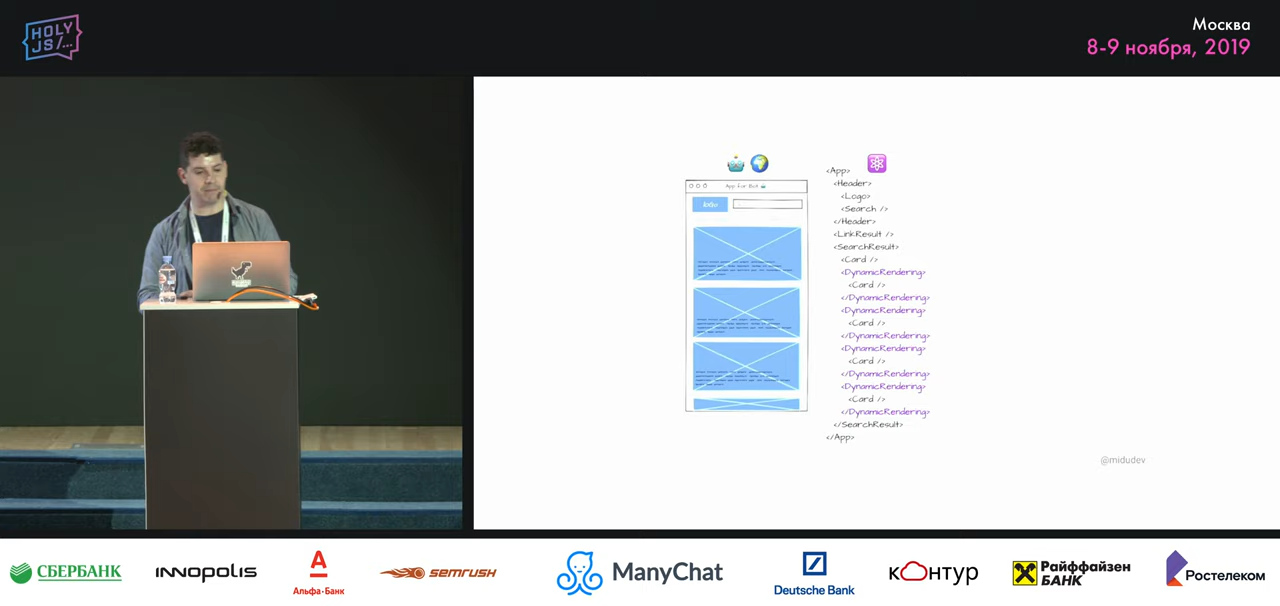 HOLY
JS/...
Москва
8-9 ноября, 2019
App for Bot
logo
<App>
<Header>
<Logo>
<Search />
</Header>
<LinkResult />
<SearchResult>
<Card />
<DynamicRendering>
<Card />
</DynamicRendering>
<DynamicRendering>
<Card />
</DynamicRendering>
<DynamicRendering>
<Card />
</DynamicRendering>
<DynamicRendering>
<Card />
</DynamicRendering>
</SearchResult>
</App>
@midudev
СБЕРБАНК
INNOPOLIS
А
Альфа·Банк
SEMRUSH
ManyChat
Deutsche Bank
контур
Райффайзен
БАНК
Ростелеком